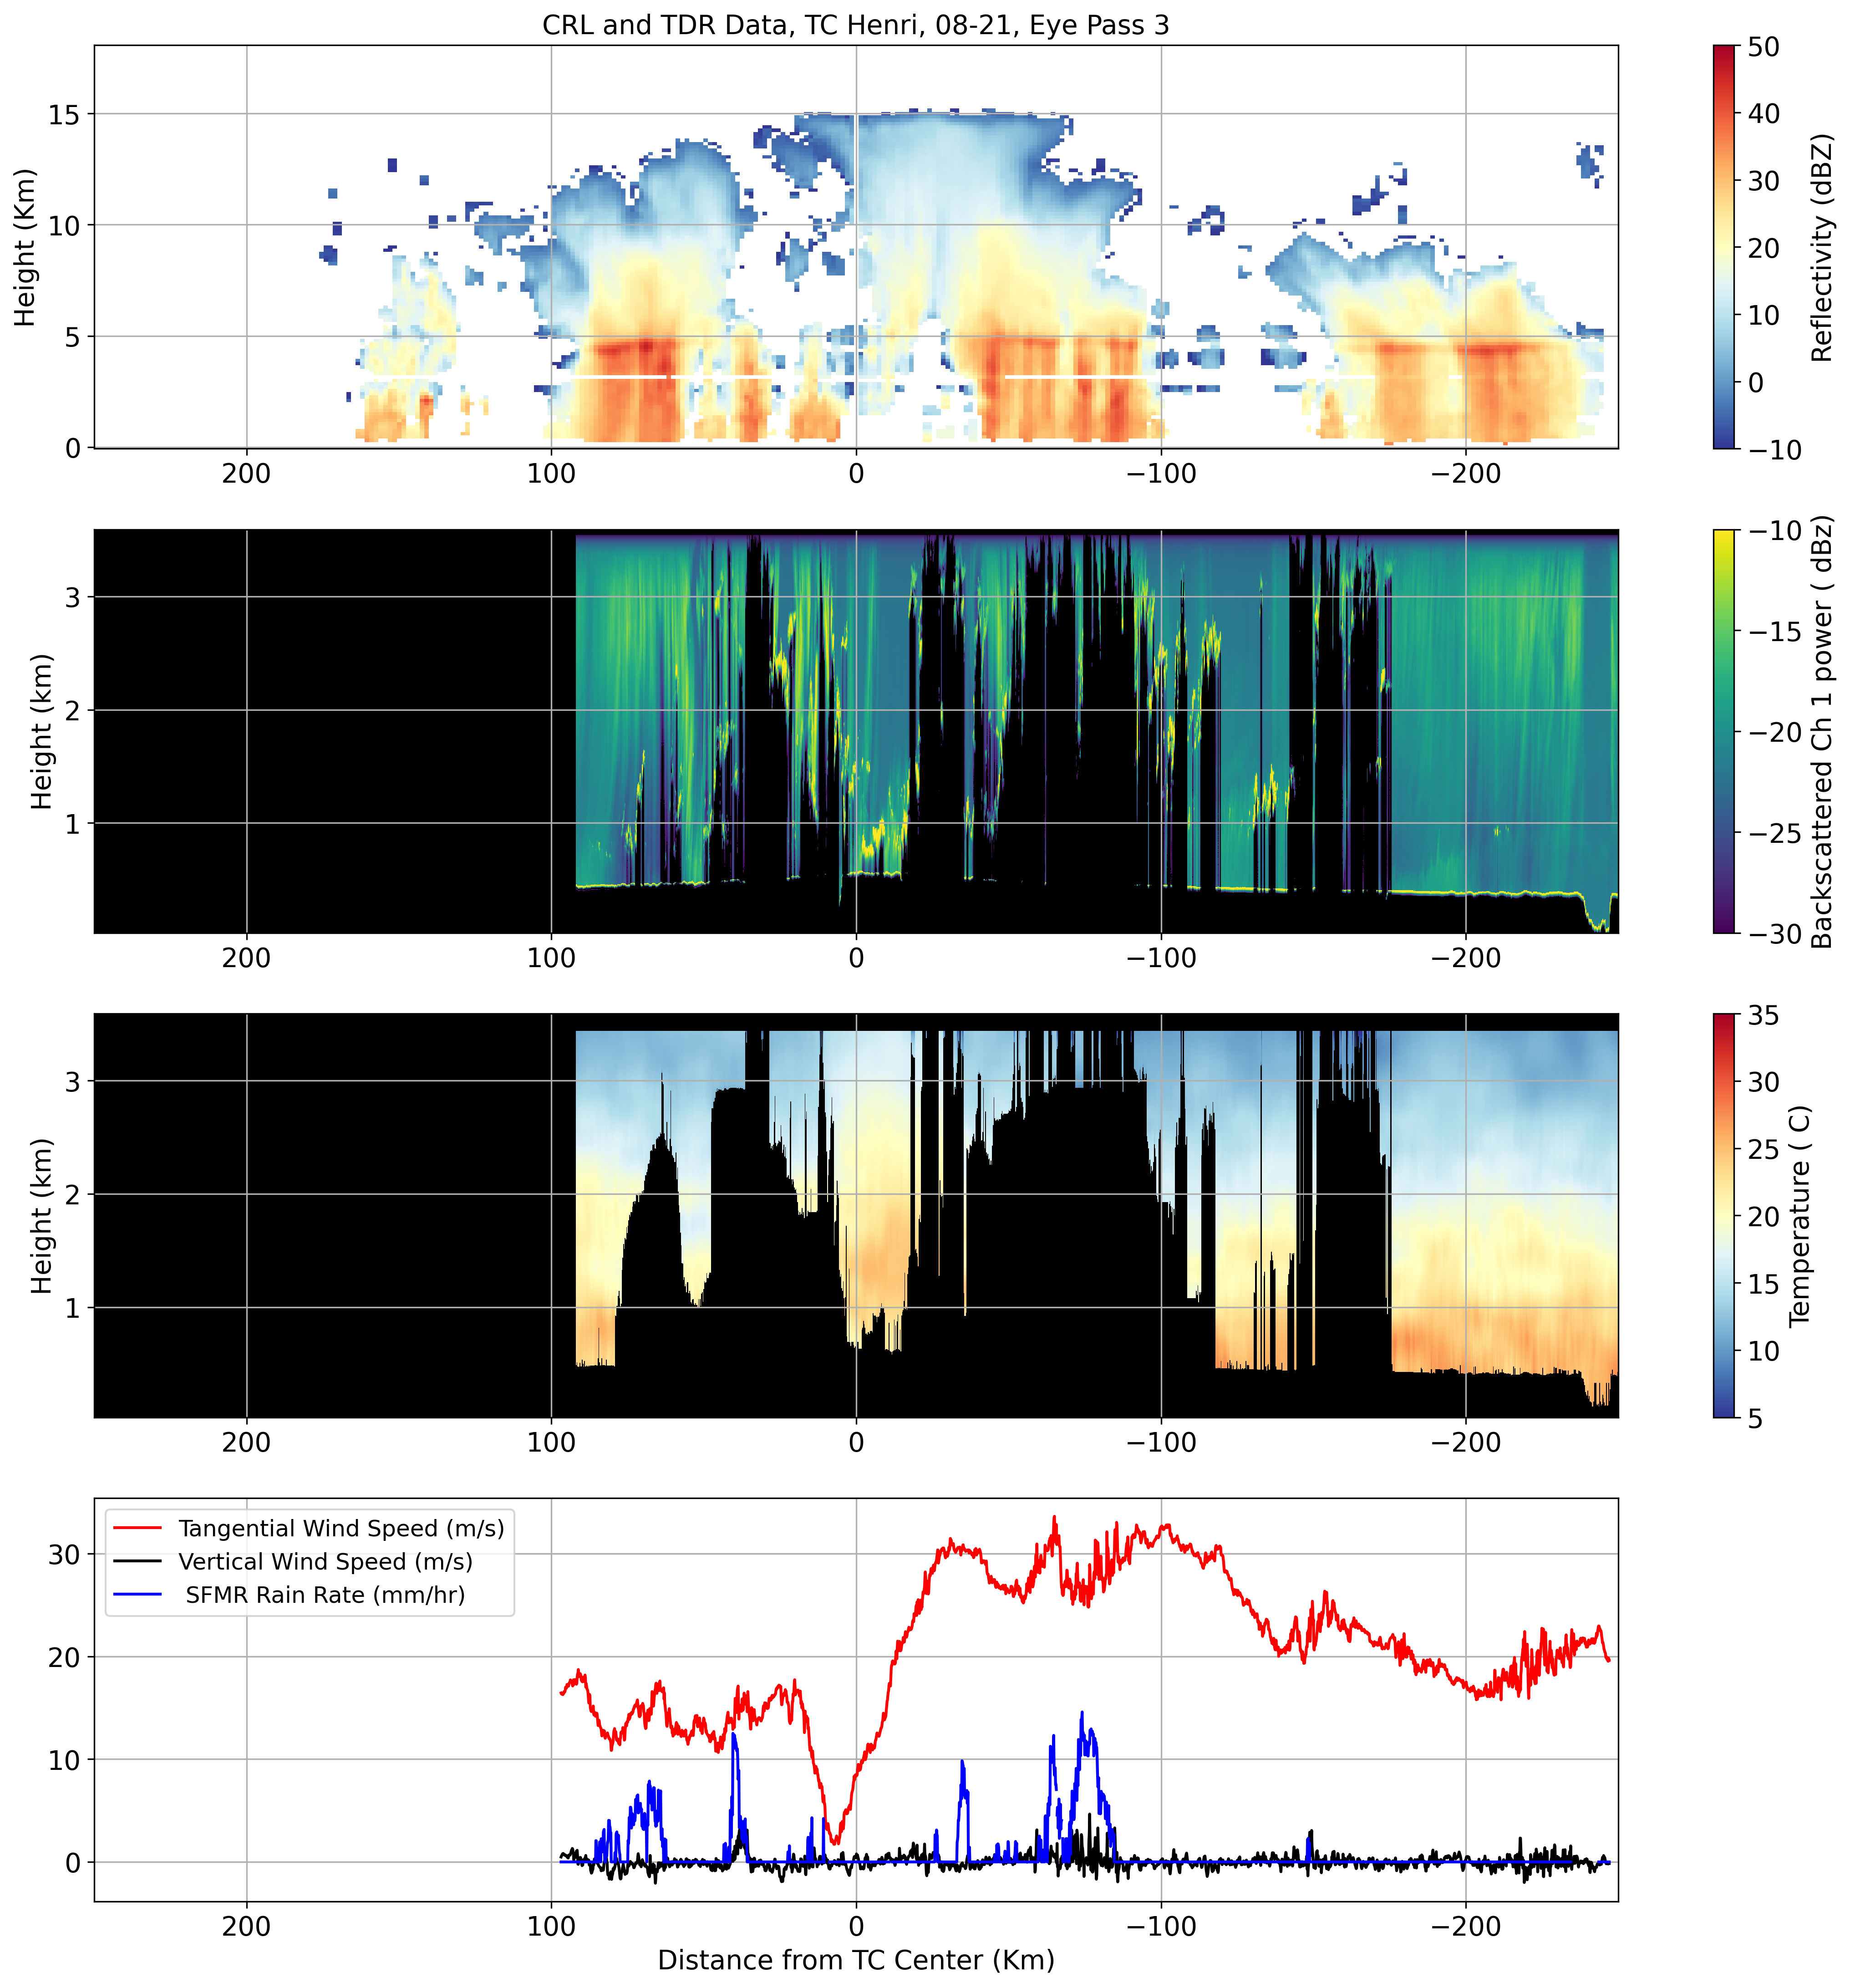 CRL and TDR Data, TC Henri, 08-21, Eye Pass 3
Height (Km)
15
10
5
0
200 100 0 −100 −200
50
40
30
20
10
0
−10
Reflectivity (dBZ)
Height (km)
3
2
1
200 100 0 −100 −200
−10
−15
−20
−25
−30
Backscattered Ch 1 power ( dBz)
Height (km)
3
2
1
200 100 0 −100 −200
35
30
25
20
15
10
5
Temperature ( C)
Tangential Wind Speed (m/s)
Vertical Wind Speed (m/s)
SFMR Rain Rate (mm/hr)
30
20
10
0
200 100 0 −100 −200
Distance from TC Center (Km)